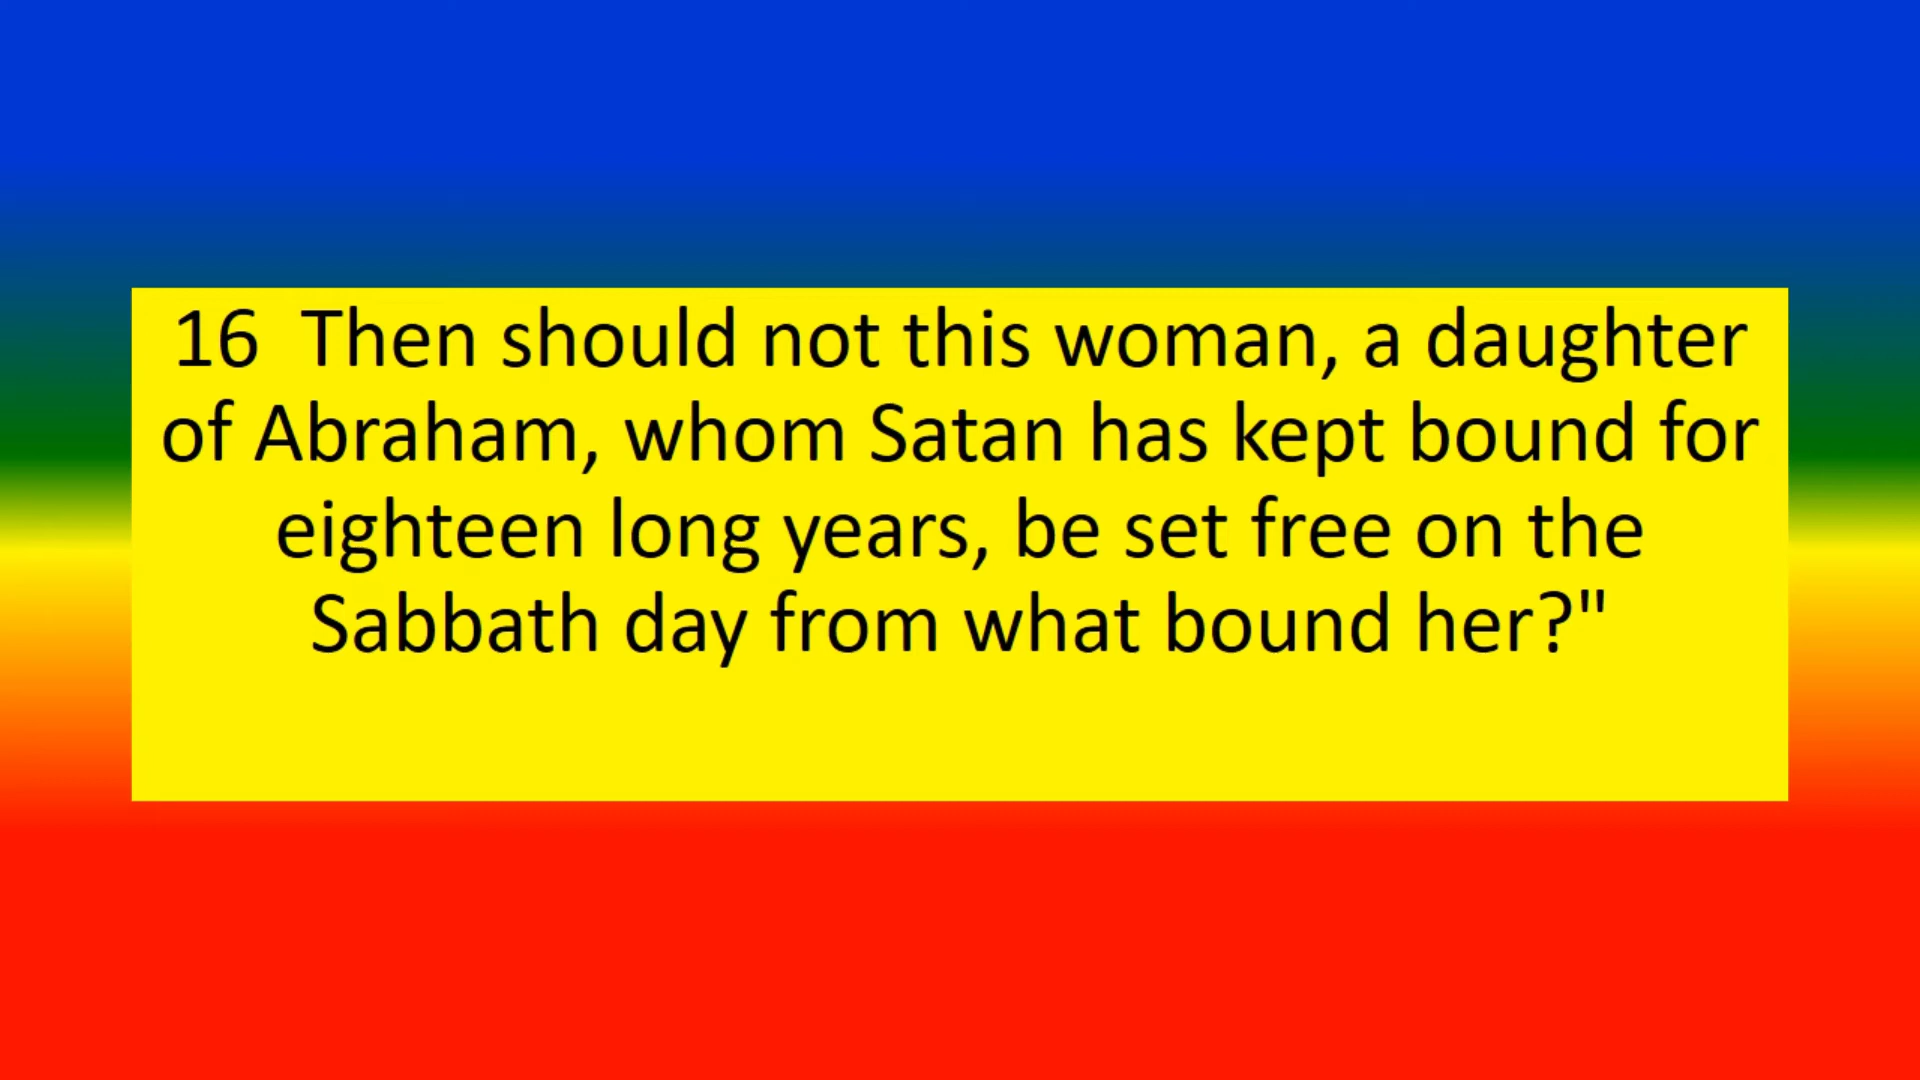 16  Then should not this woman, a daughter
of Abraham, whom Satan has kept bound for
eighteen long years, be set free on the
Sabbath day from what bound her?"